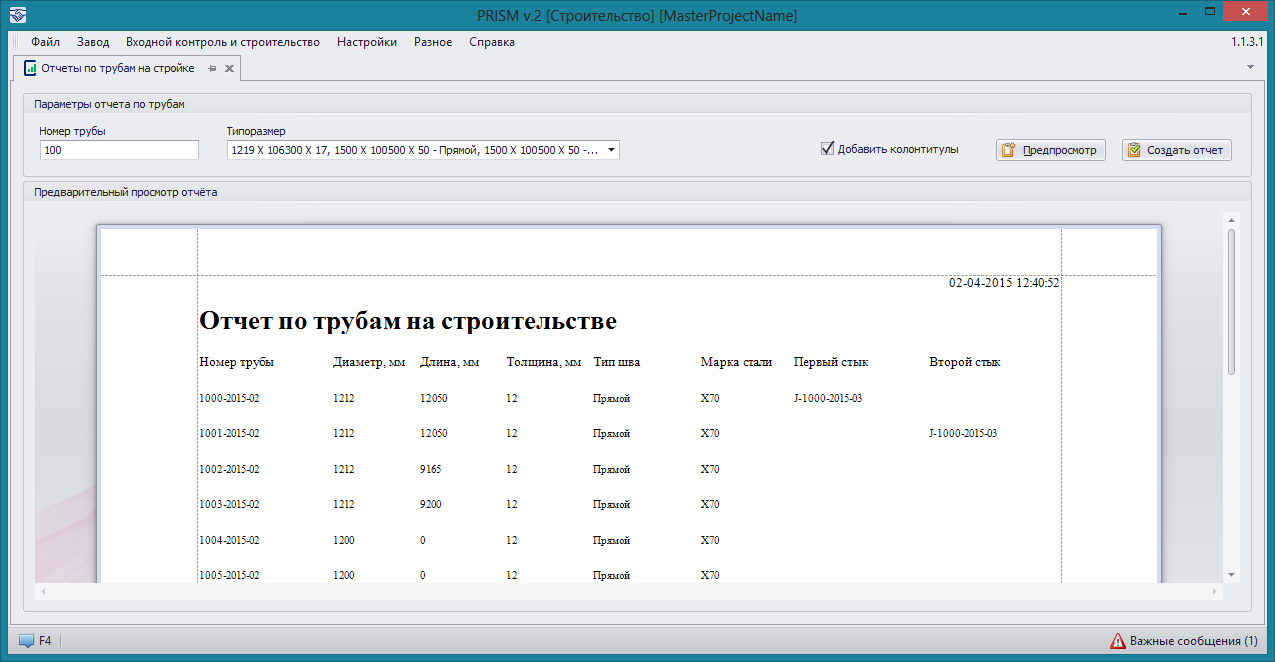 PRISM v.2 [Строительство] [MasterProjectName]
Файл Завод Входной контроль и строительство Настройки Разное Справка 1.1.3.1
Отчеты по трубам на стройке
Параметры отчета по трубам
Номер трубы Типоразмер
100 1219 X 106300 X 17, 1500 X 100500 X 50 - Прямой, 1500 X 100500 X 50 -... Добавить колонтитулы Предпросмотр Создать отчет
Предварительный просмотр отчёта
02-04-2015 12:40:52
Отчет по трубам на строительстве
Номер трубы Диаметр, мм Длина, мм Толщина, мм Тип шва Марка стали Первый стык Второй стык
1000-2015-02 1212 12050 12 Прямой X70 J-1000-2015-03
1001-2015-02 1212 12050 12 Прямой X70 J-1000-2015-03
1002-2015-02 1212 9165 12 Прямой X70
1003-2015-02 1212 9200 12 Прямой X70
1004-2015-02 1200 0 12 Прямой X70
1005-2015-02 1200 0 12 Прямой X70
F4 Важные сообщения (1)